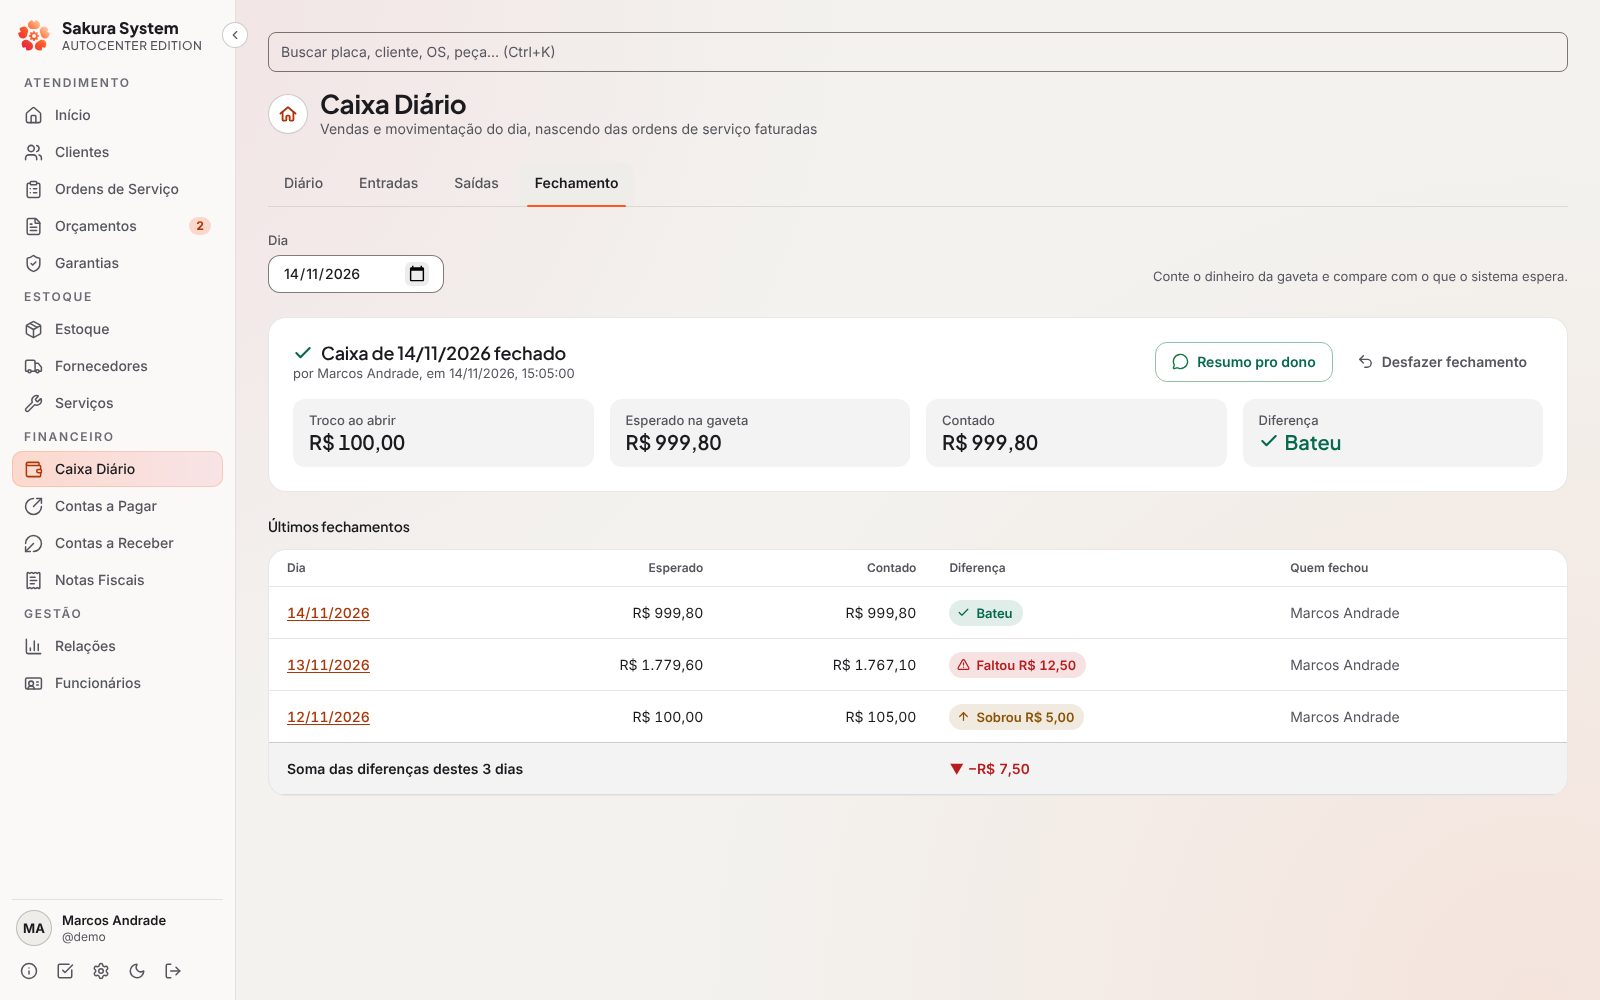 Sakura System
AUTOCENTER EDITION
ATENDIMENTO
Início
Clientes
Ordens de Serviço
Orçamentos 2
Garantias
ESTOQUE
Estoque
Fornecedores
Serviços
FINANCEIRO
Caixa Diário
Contas a Pagar
Contas a Receber
Notas Fiscais
GESTÃO
Relações
Funcionários
MA
Marcos Andrade
@demo
Buscar placa, cliente, OS, peça... (Ctrl+K)
Caixa Diário
Vendas e movimentação do dia, nascendo das ordens de serviço faturadas
Diário Entradas Saídas Fechamento
Dia
14/11/2026
Conte o dinheiro da gaveta e compare com o que o sistema espera.
Caixa de 14/11/2026 fechado
por Marcos Andrade, em 14/11/2026, 15:05:00
Resumo pro dono Desfazer fechamento
Troco ao abrir
R$ 100,00
Esperado na gaveta
R$ 999,80
Contado
R$ 999,80
Diferença
Bateu
Últimos fechamentos
Dia Esperado Contado Diferença Quem fechou
14/11/2026 R$ 999,80 R$ 999,80 Bateu Marcos Andrade
13/11/2026 R$ 1.779,60 R$ 1.767,10 Faltou R$ 12,50 Marcos Andrade
12/11/2026 R$ 100,00 R$ 105,00 Sobrou R$ 5,00 Marcos Andrade
Soma das diferenças destes 3 dias ▼ −R$ 7,50